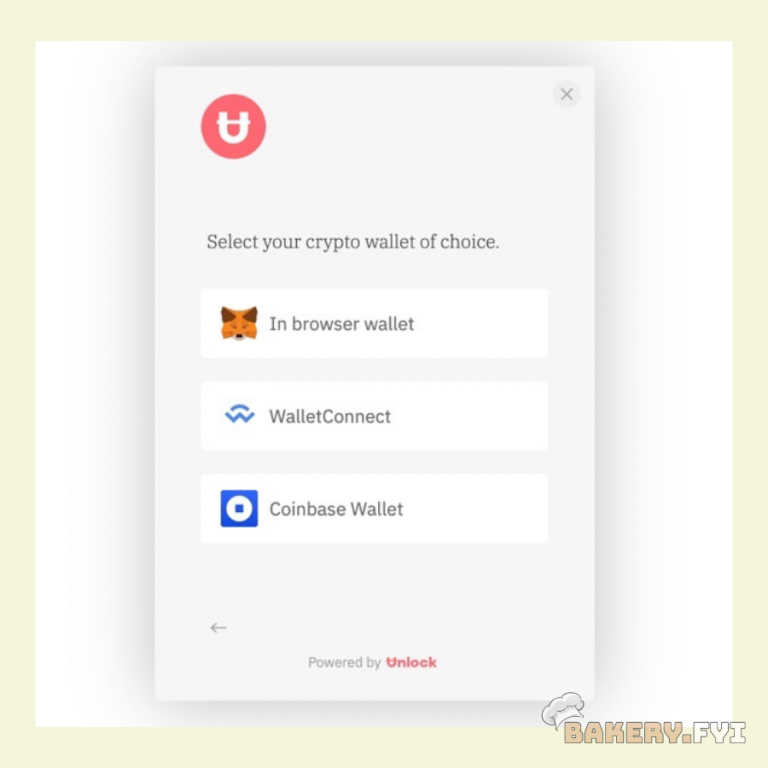 Select your crypto wallet of choice.
In browser wallet
WalletConnect
Coinbase Wallet
Powered by Unlock
BAKERY.FYI